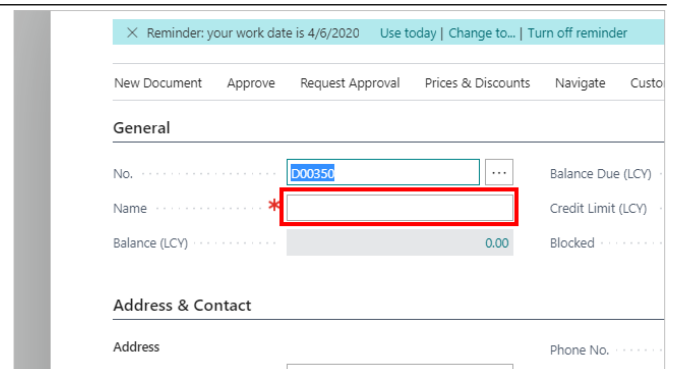 Reminder: your work date is 4/6/2020 Use today | Change to... | Turn off reminder
New Document Approve Request Approval Prices & Discounts Navigate Custo
General
No. D00350 ... Balance Due (LCY)
Name * Credit Limit (LCY)
Balance (LCY) 0.00 Blocked
Address & Contact
Address
Phone No.